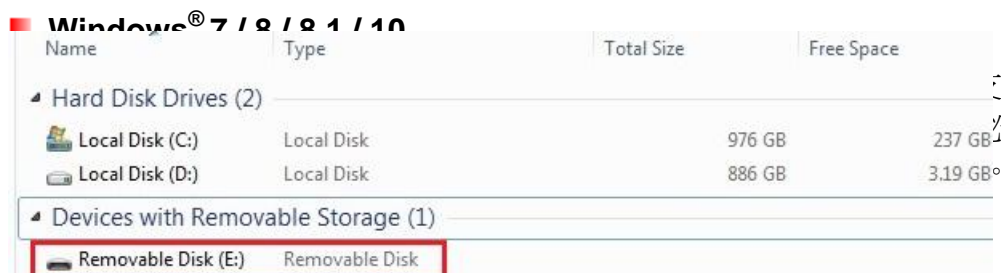 Windows® 7 / 8 / 8.1 / 10
Name Type Total Size Free Space
Hard Disk Drives (2)
Local Disk (C:) Local Disk 976 GB 237 GB
Local Disk (D:) Local Disk 886 GB 3.19 GB
Devices with Removable Storage (1)
Removable Disk (E:) Removable Disk